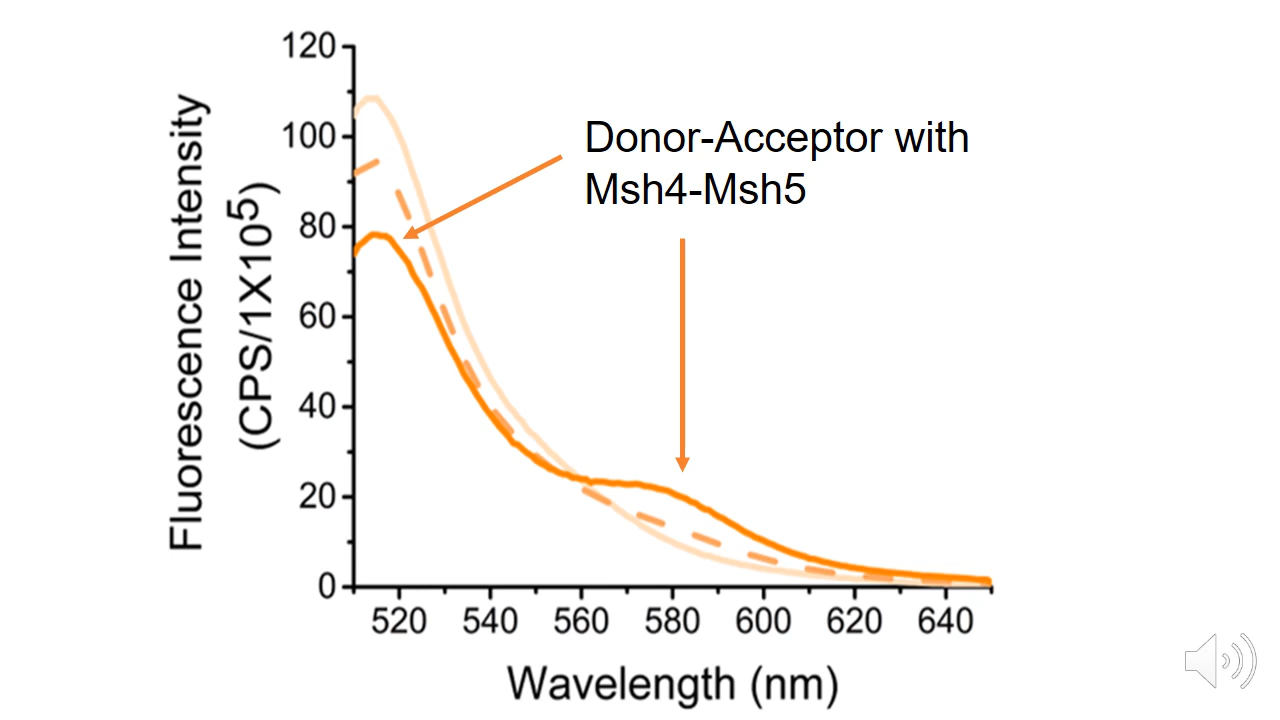 120
100
80
60
40
20
0
Fluorescence Intensity
(CPS/1X10⁵)
Donor-Acceptor with
Msh4-Msh5
520 540 560 580 600 620 640
Wavelength (nm)